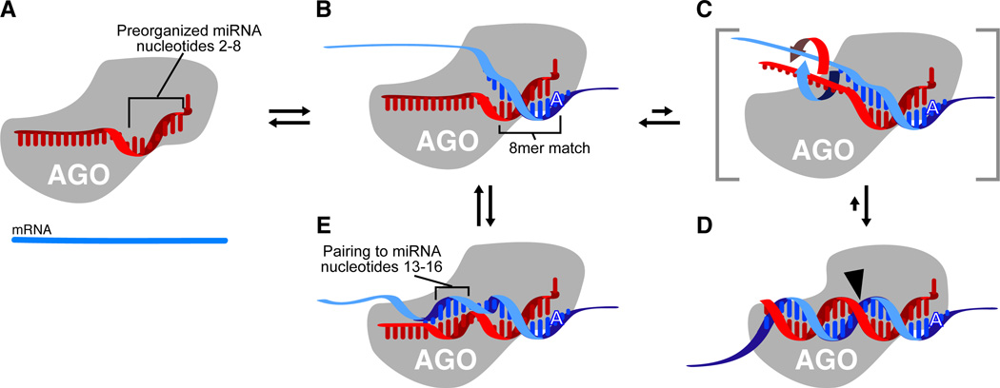 A
Preorganized miRNA
nucleotides 2-8
AGO
mRNA
B
A
AGO
8mer match
C
AGO
E
Pairing to miRNA
nucleotides 13-16
A
AGO
D
A
AGO